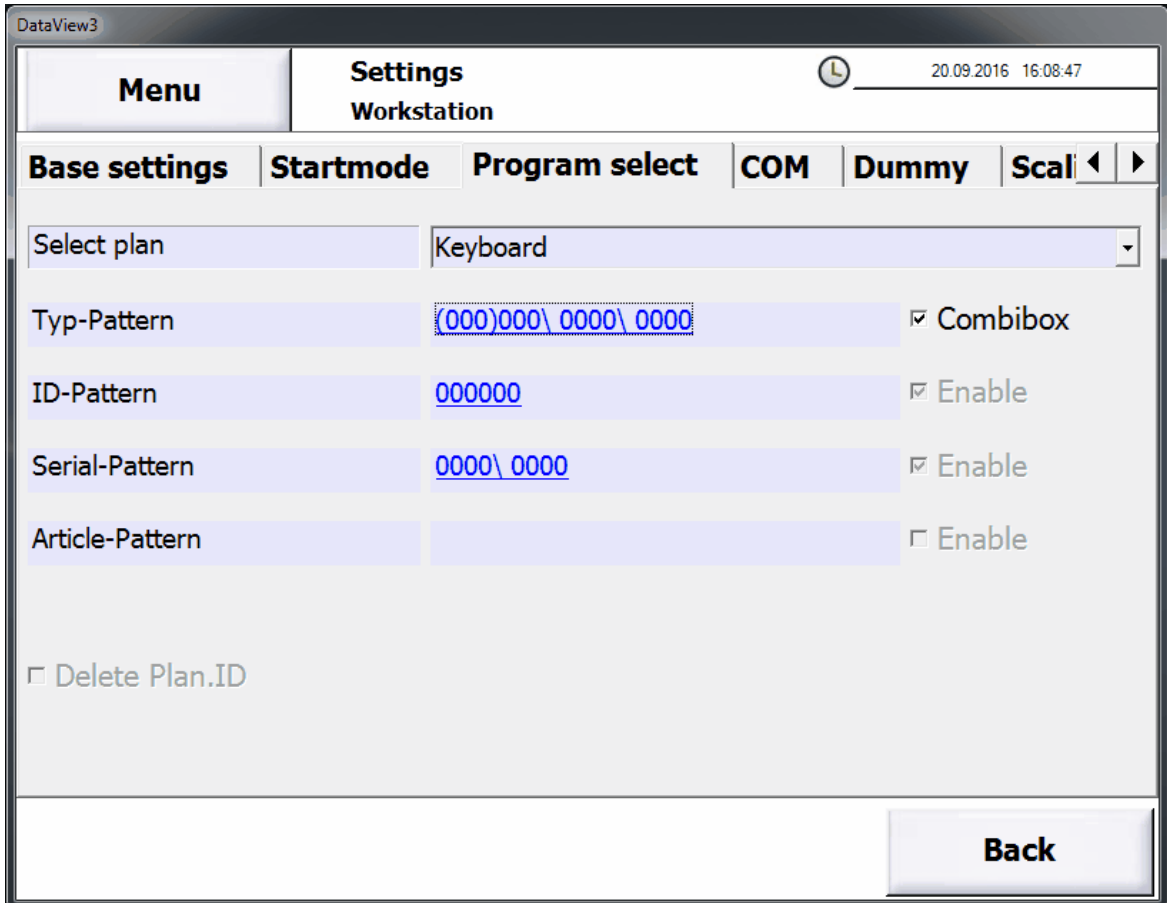 DataView3
Menu
Settings
Workstation
20.09.2016 16:08:47
Base settings Startmode Program select COM Dummy Scali
Select plan Keyboard
Typ-Pattern (000)000\ 0000\ 0000 Combibox
ID-Pattern 000000 Enable
Serial-Pattern 0000\ 0000 Enable
Article-Pattern Enable
Delete Plan.ID
Back